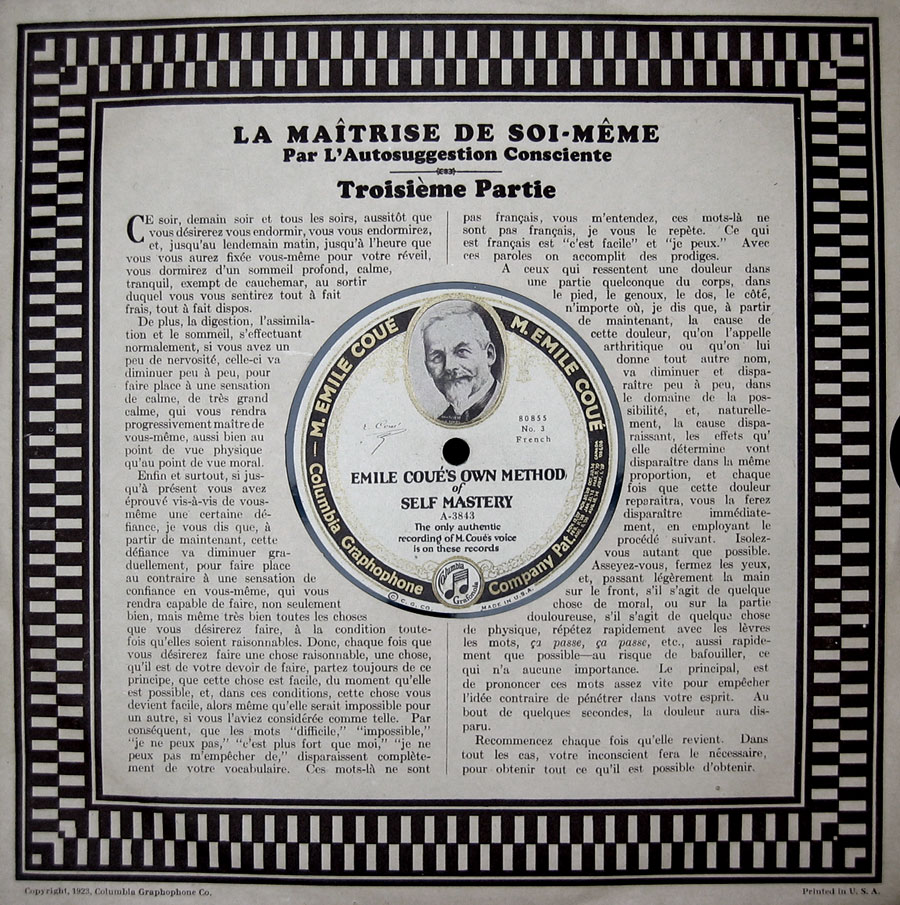 LA MAÎTRISE DE SOI-MÊME
Par L'Autosuggestion Consciente
Troisième Partie
CE soir, demain soir et tous les soirs, aussitôt que
vous désirerez vous endormir, vous vous endormirez,
et, jusqu'au lendemain matin, jusqu'à l'heure que
vous vous aurez fixée vous-même pour votre réveil,
vous dormirez d'un sommeil profond, calme,
tranquil, exempt de cauchemar, au sortir
duquel vous vous sentirez tout à fait
frais, tout à fait dispos.
De plus, la digestion, l'assimila-
tion et le sommeil, s'effectuant
normalement, si vous avez un
peu de nervosité, celle-ci va
diminuer peu à peu, pour
faire place à une sensation
de calme, de très grand
calme, qui vous rendra
progressivement maître de
vous-même, aussi bien au
point de vue physique
qu'au point de vue moral.
Enfin et surtout, si jus-
qu'à présent vous avez
éprouvé vis-à-vis de vous-
même une certaine dé-
fiance, je vous dis que, à
partir de maintenant, cette
défiance va diminuer gra-
duellement, pour faire place
au contraire à une sensation de
confiance en vous-même, qui vous
rendra capable de faire, non seulement
bien, mais même très bien toutes les choses
que vous désirerez faire, à la condition toute-
fois qu'elles soient raisonnables. Donc, chaque fois que
vous désirerez faire une chose raisonnable, une chose,
qu'il est de votre devoir de faire, partez toujours de ce
principe, que cette chose est facile, du moment qu'elle
est possible, et, dans ces conditions, cette chose vous
devient facile, alors même qu'elle serait impossible pour
un autre, si vous l'aviez considérée comme telle. Par
conséquent, que les mots "difficile," "impossible,"
"je ne peux pas," "c'est plus fort que moi," "je ne
peux pas m'empêcher de," disparaissent complète-
ment de votre vocabulaire. Ces mots-là ne sont
pas français, vous m'entendez, ces mots-là ne
sont pas français, je vous le repète. Ce qui
est français est "c'est facile" et "je peux." Avec
ces paroles on accomplit des prodiges.
A ceux qui ressentent une douleur dans
une partie quelconque du corps, dans
le pied, le genoux, le dos, le côté,
n'importe où, je dis que, à partir
de maintenant, la cause de
cette douleur, qu'on l'appelle
arthritique ou qu'on lui
donne tout autre nom,
va diminuer et dispa-
raître peu à peu, dans
le domaine de la pos-
sibilité, et, naturelle-
ment, la cause dispa-
raissant, les effets qu'
elle détermine vont
disparaître dans la même
proportion, et chaque
fois que cette douleur
reparaitra, vous la ferez
disparaître immédiate-
ment, en employant le
procédé suivant. Isolez-
vous autant que possible.
Asseyez-vous, fermez les yeux,
et, passant légèrement la main
sur le front, s'il s'agit de quelque
chose de moral, ou sur la partie
douloureuse, s'il s'agit de quelque chose
de physique, répétez rapidement avec les lèvres
les mots, ça passe, ça passe, etc., aussi rapide-
ment que possible—au risque de bafouiller, ce
qui n'a aucune importance. Le principal, est
de prononcer ces mots assez vite pour empêcher
l'idée contraire de pénétrer dans votre esprit. Au
bout de quelques secondes, la douleur aura dis-
paru.
Recommencez chaque fois qu'elle revient. Dans
tout les cas, votre inconscient fera le nécessaire,
pour obtenir tout ce qu'il est possible d'obtenir.
M. EMILE COUÉ
M. EMILE COUÉ
E. Coué
80855
No. 3
French
EMILE COUÉ'S OWN METHOD
of
SELF MASTERY
A-3843
The only authentic
recording of M. Coué's voice
is on these records
Columbia Graphophone Company Pat.
Columbia
Grafonola
© C. G. CO.
MADE IN U.S.A.
Copyright, 1923, Columbia Graphophone Co.
Printed in U. S. A.